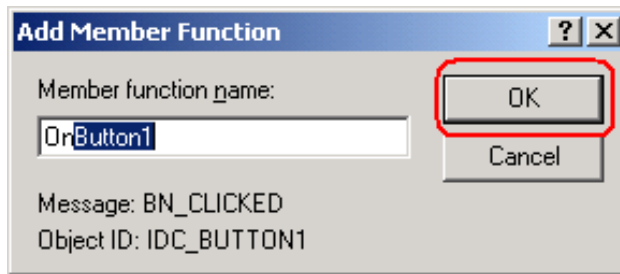 Add Member Function
Member function name:
OnButton1
OK
Cancel
Message: BN_CLICKED
Object ID: IDC_BUTTON1